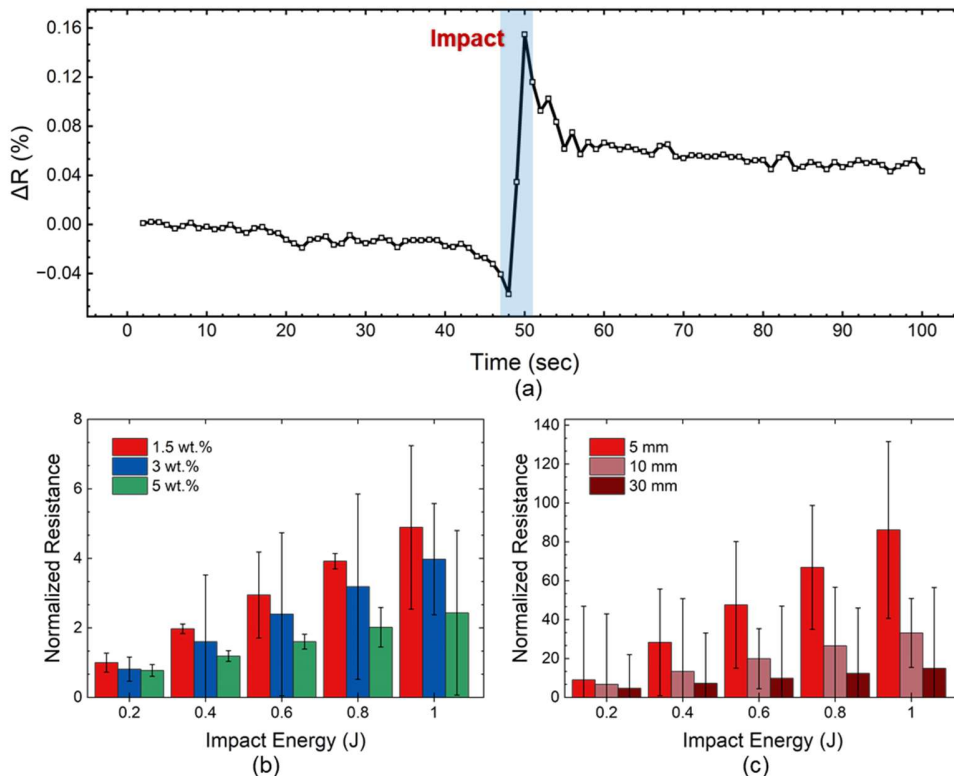 0.16
0.12
0.08
0.04
0.00
−0.04
ΔR (%)
Impact
0 10 20 30 40 50 60 70 80 90 100
Time (sec)
(a)
8
6
4
2
0
Normalized Resistance
1.5 wt.%
3 wt.%
5 wt.%
0.2 0.4 0.6 0.8 1
Impact Energy (J)
(b)
140
120
100
80
60
40
20
0
Normalized Resistance
5 mm
10 mm
30 mm
0.2 0.4 0.6 0.8 1
Impact Energy (J)
(c)